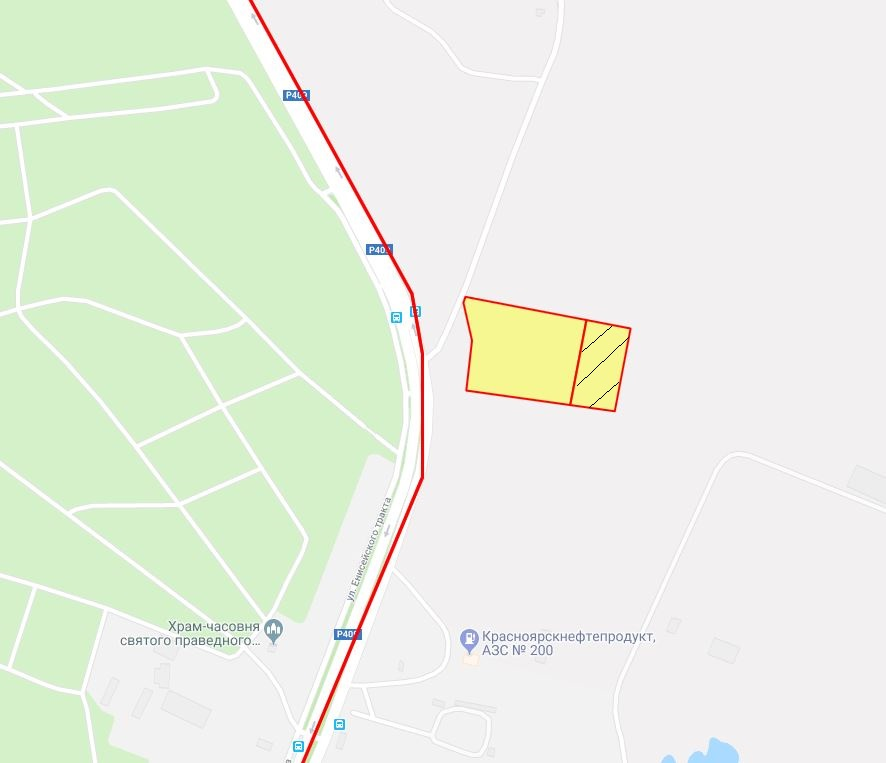 Р409
Р409
ул. Енисейского тракта
Храм-часовня
святого праведного...
Р409
Красноярскнефтепродукт,
АЗС № 200